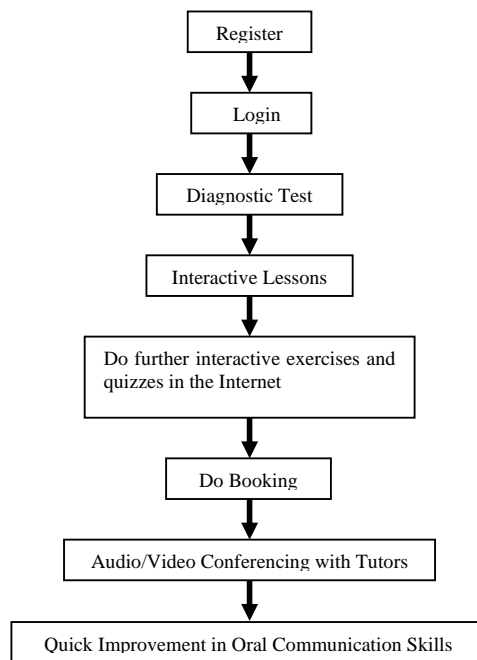 Register
Login
Diagnostic Test
Interactive Lessons
Do further interactive exercises and
quizzes in the Internet
Do Booking
Audio/Video Conferencing with Tutors
Quick Improvement in Oral Communication Skills